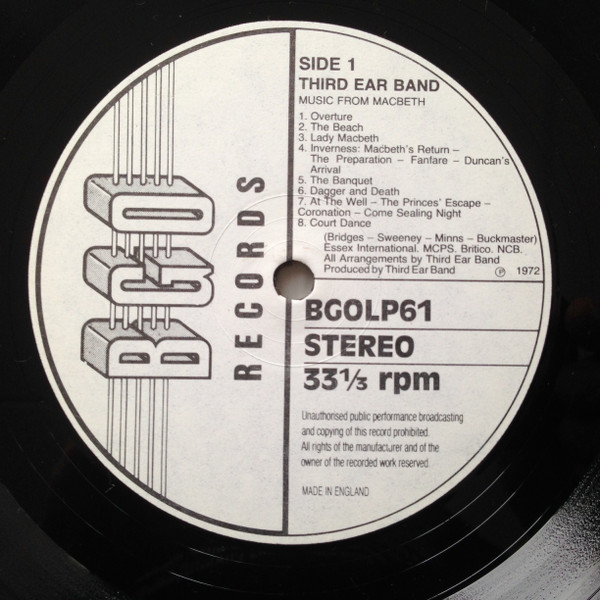 BGO
RECORDS
SIDE 1
THIRD EAR BAND
MUSIC FROM MACBETH
1. Overture
2. The Beach
3. Lady Macbeth
4. Inverness: Macbeth's Return –
The Preparation – Fanfare – Duncan's
Arrival
5. The Banquet
6. Dagger and Death
7. At The Well – The Princes' Escape –
Coronation – Come Sealing Night
8. Court Dance
(Bridges – Sweeney – Minns – Buckmaster)
Essex International. MCPS. Britico. NCB.
All Arrangements by Third Ear Band
Produced by Third Ear Band ℗ 1972
BGOLP61
STEREO
33⅓ rpm
Unauthorised public performance broadcasting
and copying of this record prohibited.
All rights of the manufacturer and of the
owner of the recorded work reserved.
MADE IN ENGLAND